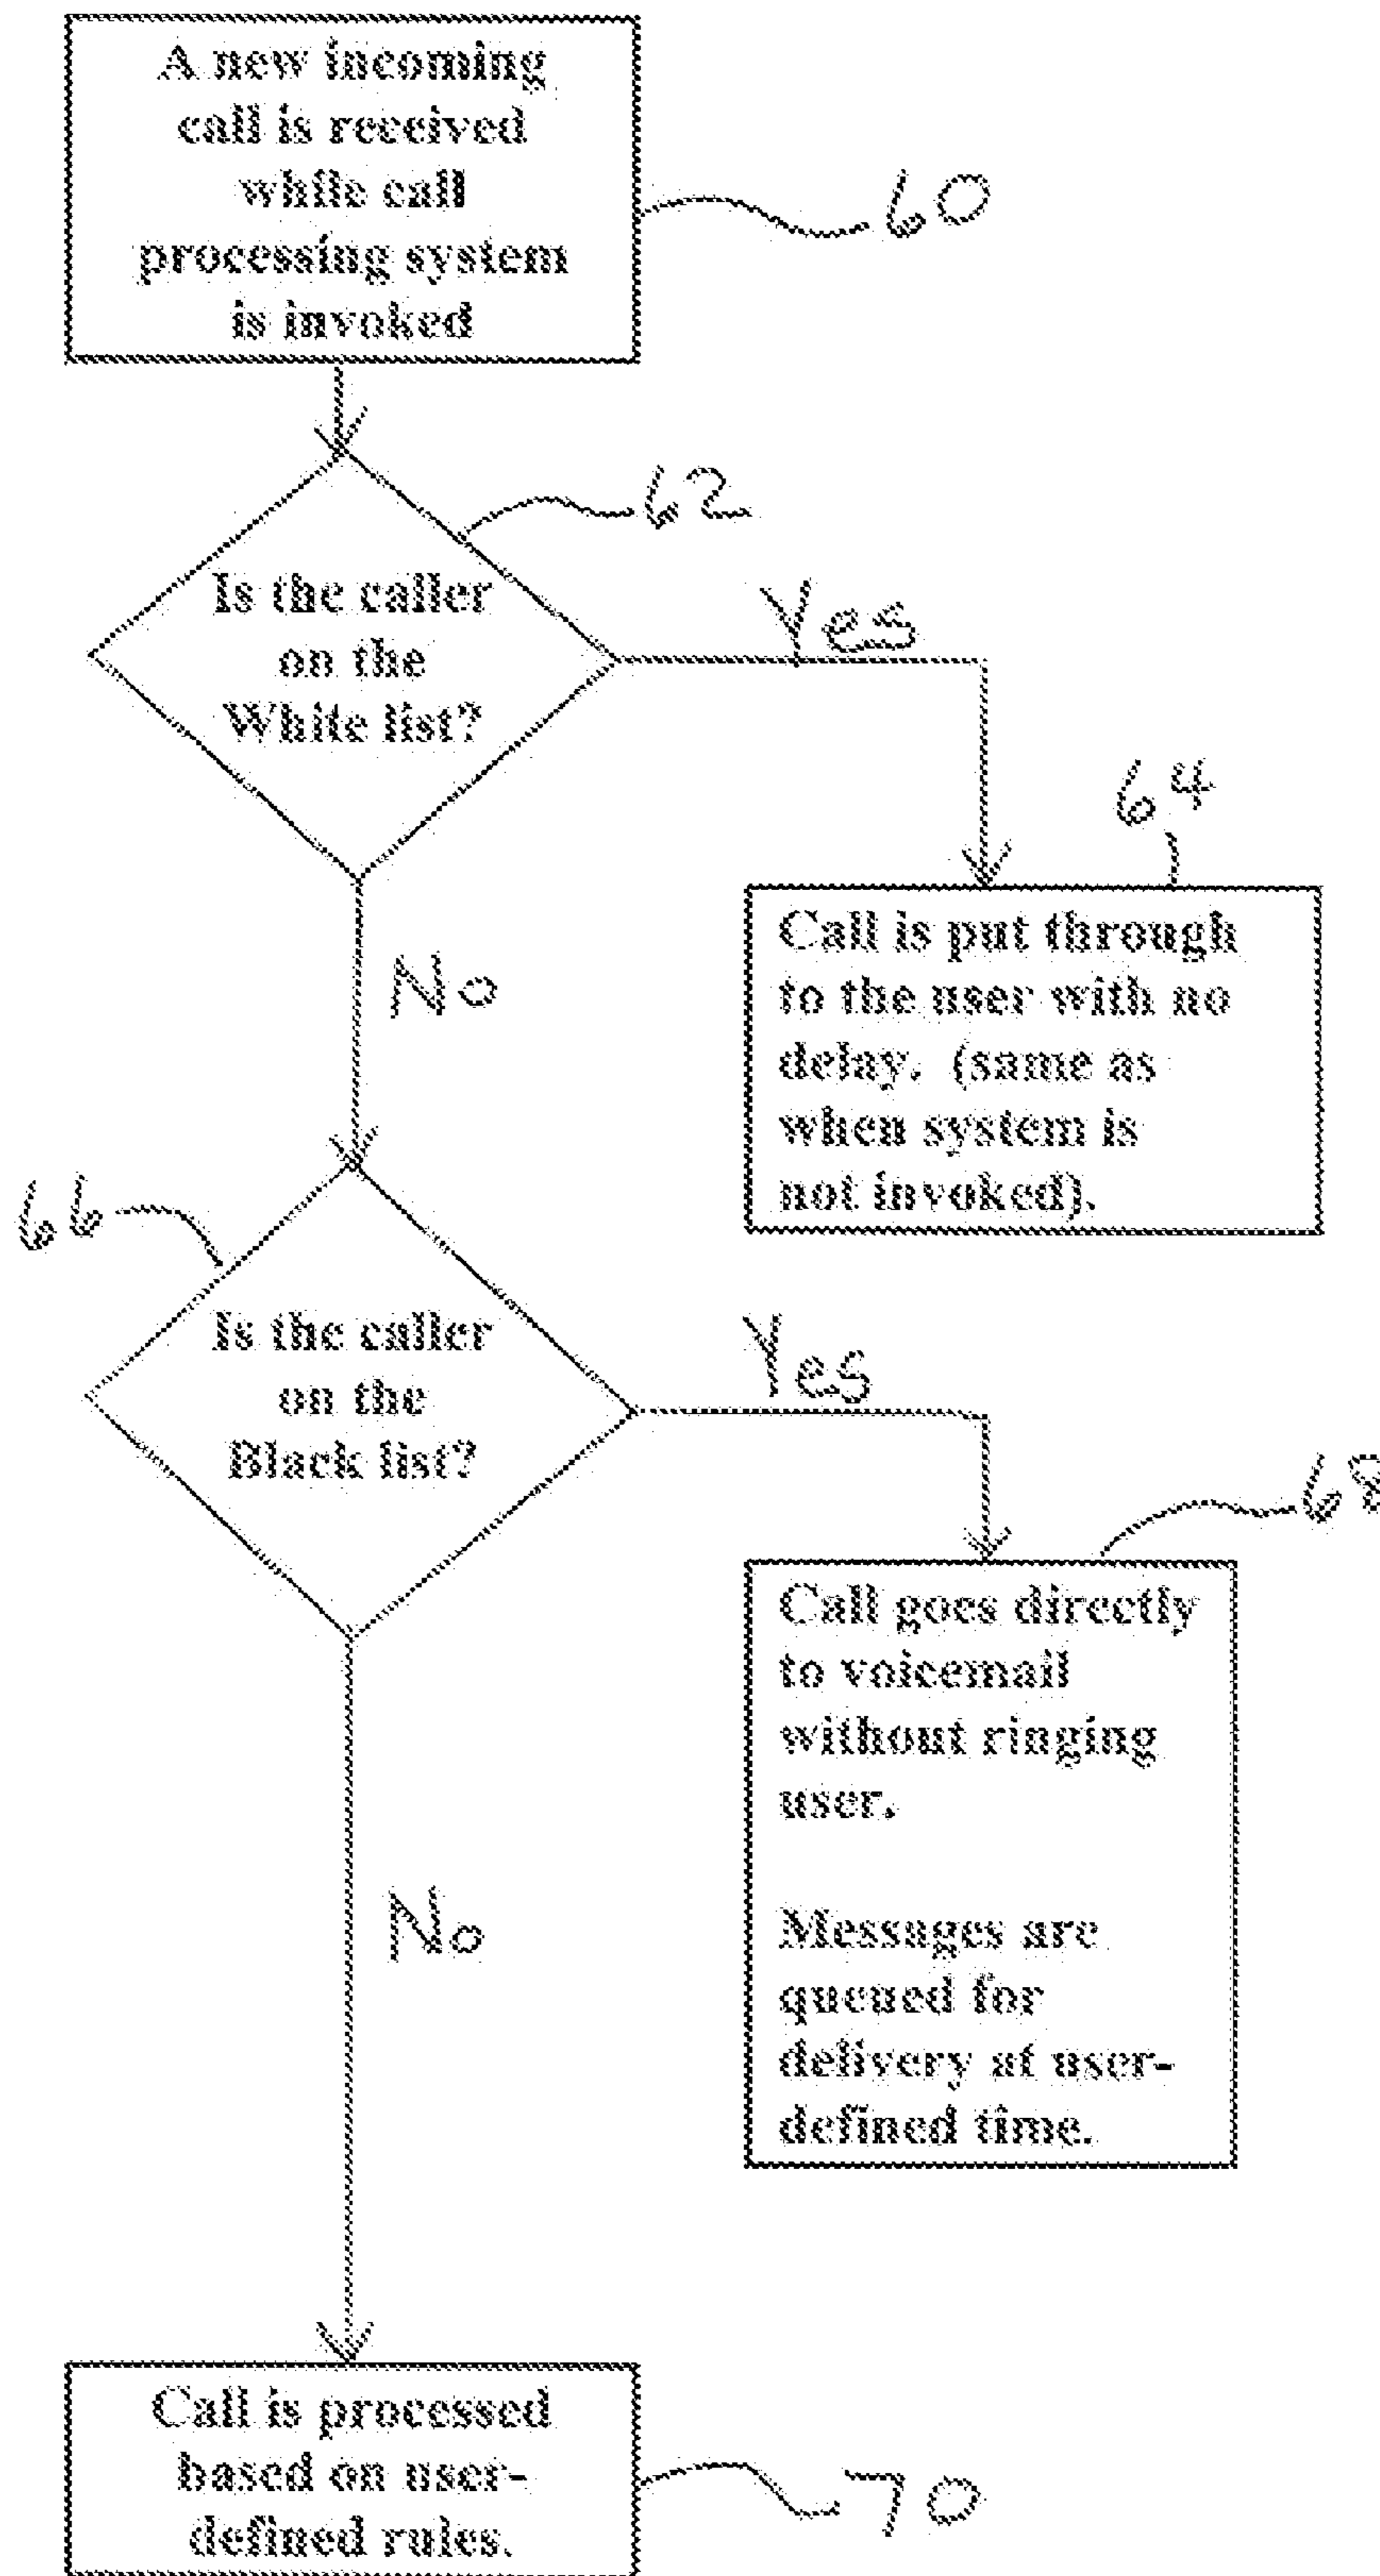 A new incoming
call is received
while call
processing system
is invoked
60
62
Is the caller
on the
White list?
Yes
64
Call is put through
to the user with no
delay. (same as
when system is
not invoked).
No
66
Is the caller
on the
Black list?
Yes
68
Call goes directly
to voicemail
without ringing
user.
Messages are
queued for
delivery at user-
defined time.
No
Call is processed
based on user-
defined rules.
70